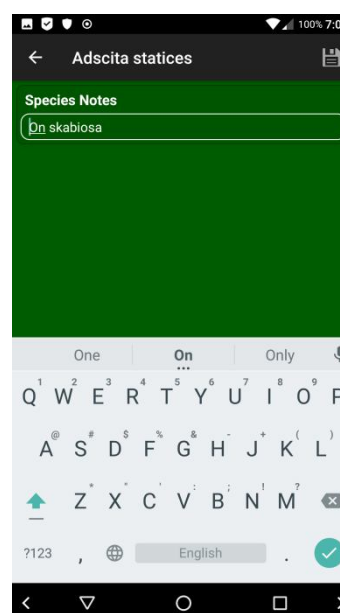 100% 7:0
Adscita statices
Species Notes
On skabiosa
One On Only
1 2 3 4 5 6 7 8 9
Q W E R T Y U I O P
@ # $ % & - + ( )
A S D F G H J K L
* " ' : ; ! ?
Z X C V B N M
?123 , English .